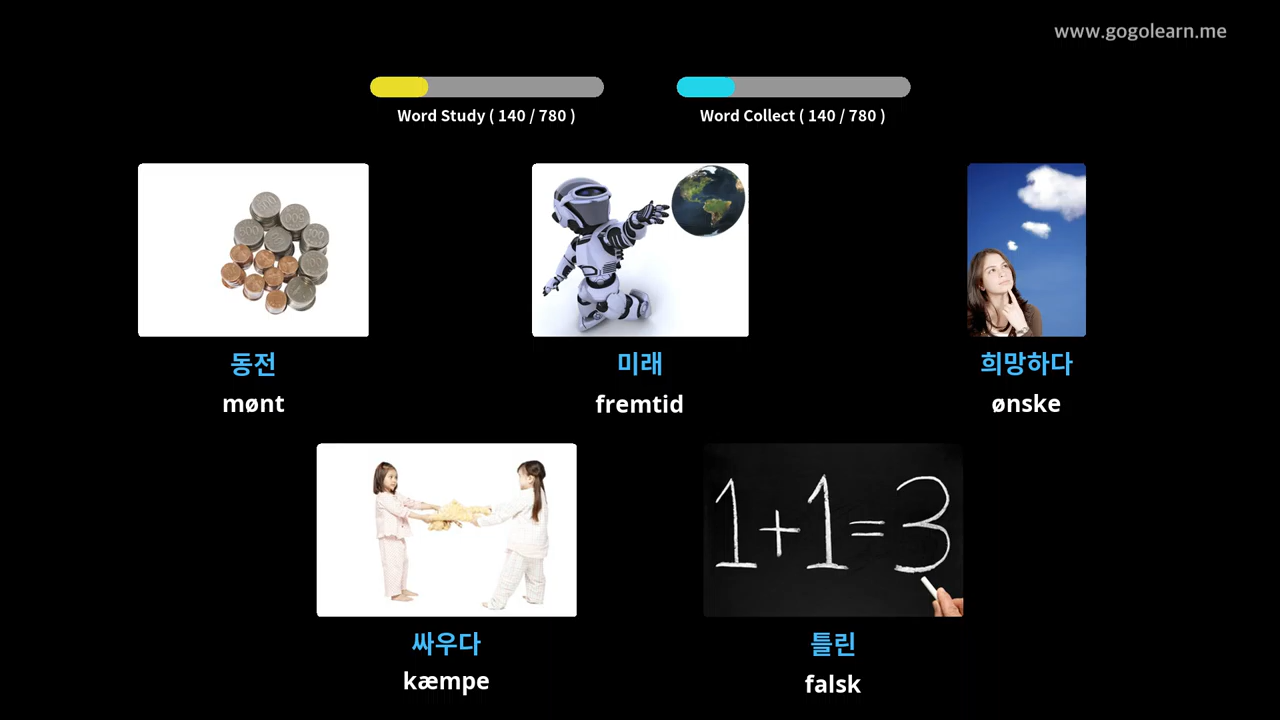 www.gogolearn.me
Word Study ( 140 / 780 )
Word Collect ( 140 / 780 )
동전
mønt
미래
fremtid
희망하다
ønske
1+1=3
싸우다
kæmpe
틀린
falsk